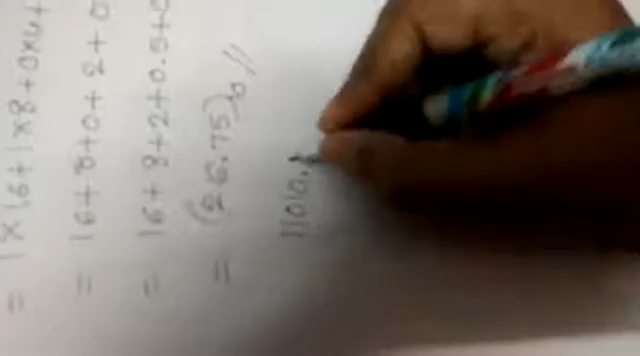 = 1×16+1×8+0×4+
= 16+8+0+2+0
= 16+8+2+0.5+0
= (26.75)10 //
11010.